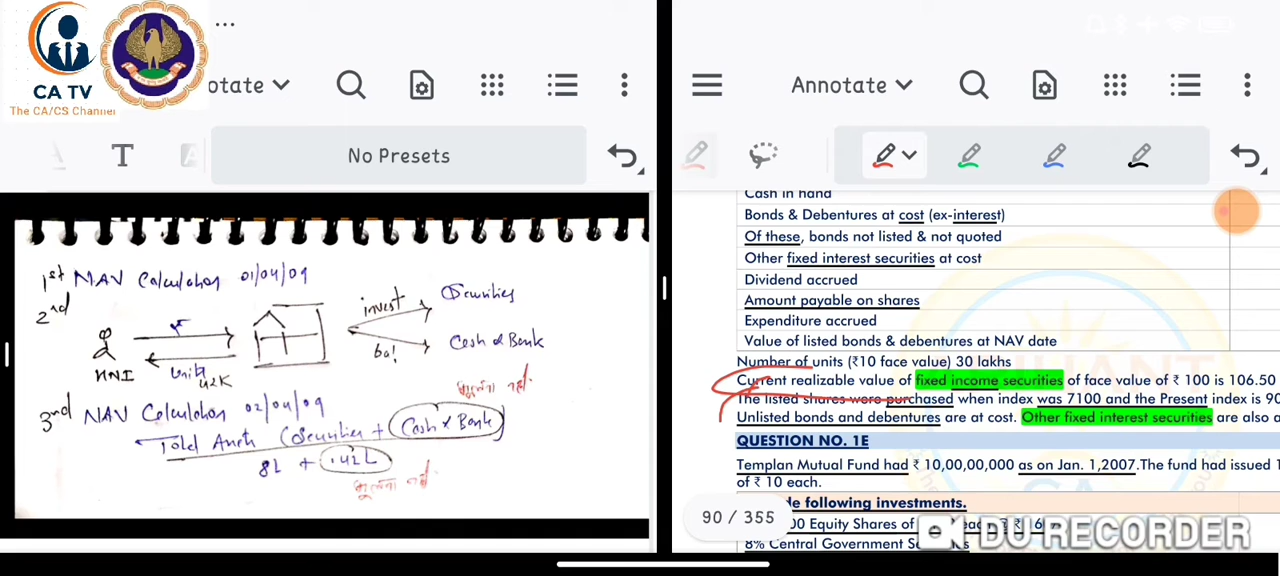 ...
CA TV
The CA/CS Channel
otate
T
A
No Presets
1st NAV Calculation 01/04/09
2nd
₹
invest
Securities
HNI
units
42K
bal
Cash & Bank
3rd NAV Calculation 02/04/09
Total Assets (Securities + Cash & Bank)
8L + .42L
Annotate
Cash in hand
Bonds & Debentures at cost (ex-interest)
Of these, bonds not listed & not quoted
Other fixed interest securities at cost
Dividend accrued
Amount payable on shares
Expenditure accrued
Value of listed bonds & debentures at NAV date
Number of units (₹10 face value) 30 lakhs
Current realizable value of fixed income securities of face value of ₹ 100 is 106.50
The listed shares were purchased when index was 7100 and the Present index is 90
Unlisted bonds and debentures are at cost. Other fixed interest securities are also a
QUESTION NO. 1E
Templan Mutual Fund had ₹ 10,00,00,000 as on Jan. 1,2007.The fund had issued 1
of ₹ 10 each.
de following investments.
00 Equity Shares of
8% Central Government
90 / 355
DU RECORDER